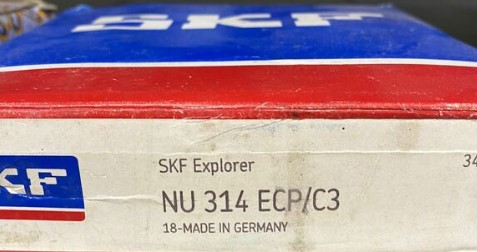 SKF
SKF Explorer
34
SKF
NU 314 ECP/C3
18-MADE IN GERMANY